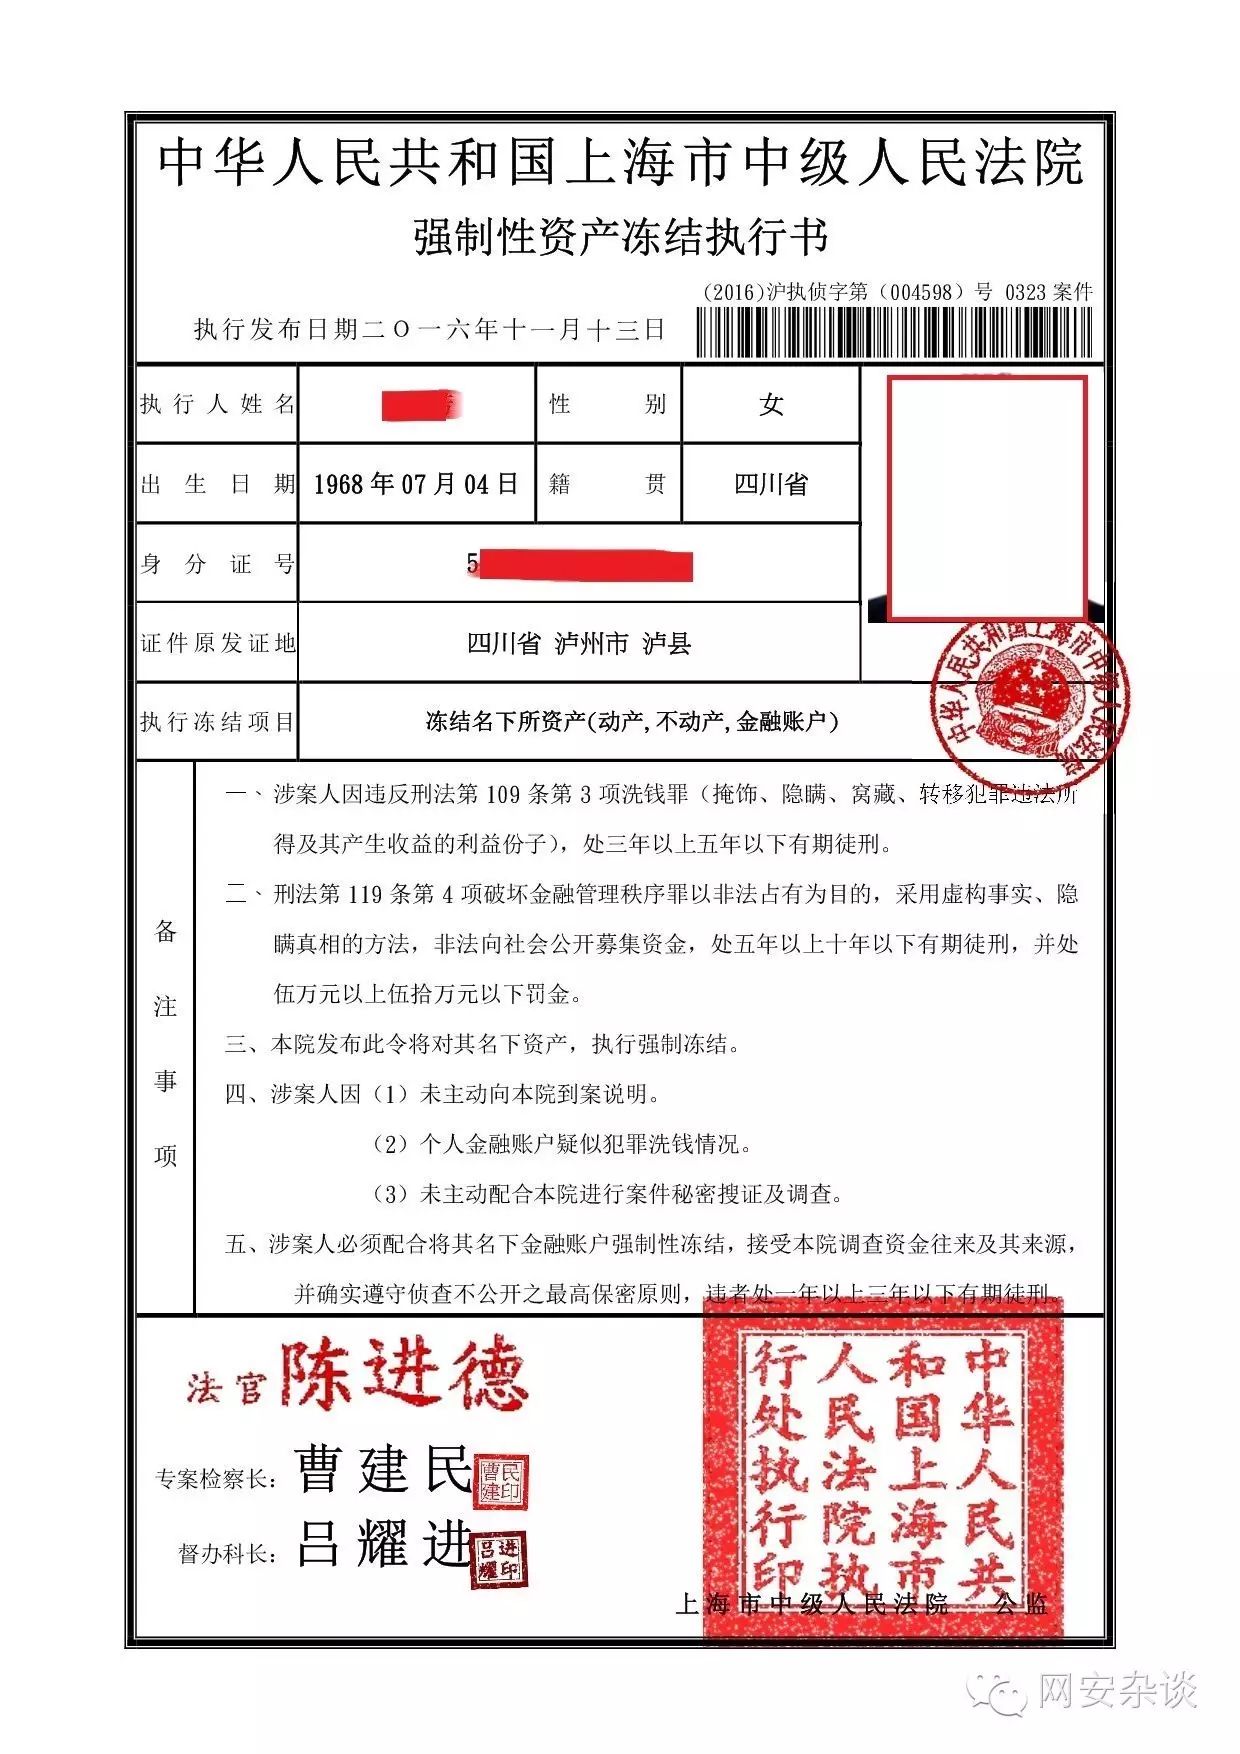 中华人民共和国上海市中级人民法院
强制性资产冻结执行书
(2016)沪执侦字第（004598）号 0323案件
执行发布日期二O一六年十一月十三日
执行人姓名 性别 女
出生日期 1968年07月04日 籍贯 四川省
身分证号 5
证件原发证地 四川省 泸州市 泸县
执行冻结项目 冻结名下所资产(动产,不动产,金融账户)
中华人民共和国上海市中级人民法院
备注事项
一、涉案人因违反刑法第109条第3项洗钱罪（掩饰、隐瞒、窝藏、转移犯罪违法所
得及其产生收益的利益份子），处三年以上五年以下有期徒刑。
二、刑法第119条第4项破坏金融管理秩序罪以非法占有为目的，采用虚构事实、隐
瞒真相的方法，非法向社会公开募集资金，处五年以上十年以下有期徒刑，并处
伍万元以上伍拾万元以下罚金。
三、本院发布此令将对其名下资产，执行强制冻结。
四、涉案人因（1）未主动向本院到案说明。
（2）个人金融账户疑似犯罪洗钱情况。
（3）未主动配合本院进行案件秘密搜证及调查。
五、涉案人必须配合将其名下金融账户强制性冻结，接受本院调查资金往来及其来源，
并确实遵守侦查不公开之最高保密原则，违者处一年以上三年以下有期徒刑。
法官 陈进德
专案检察长：曹建民
曹建民印
督办科长：吕耀进
吕耀进印
中华人民共
和国上海市
人民法院执
行处执行印
上海市中级人民法院 公监
网安杂谈